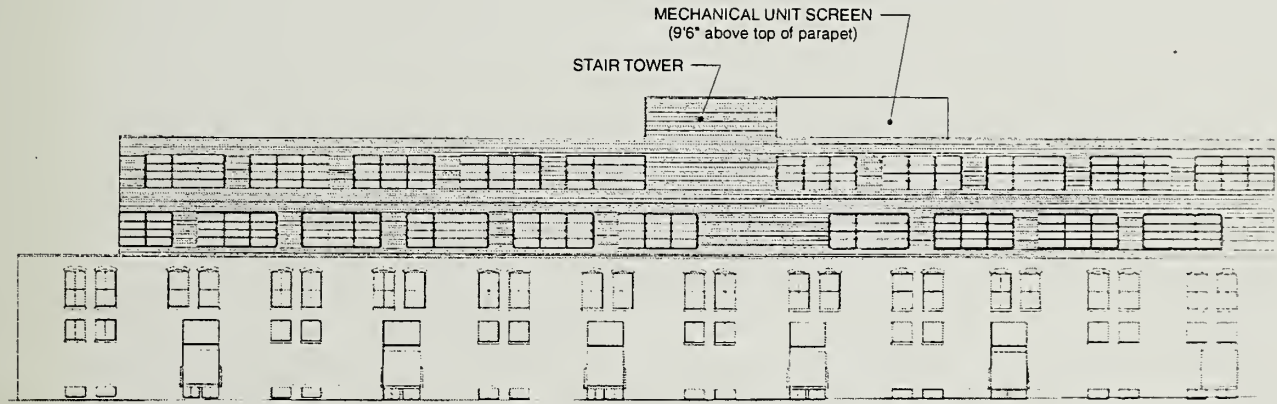 MECHANICAL UNIT SCREEN
(9'6" above top of parapet)
STAIR TOWER